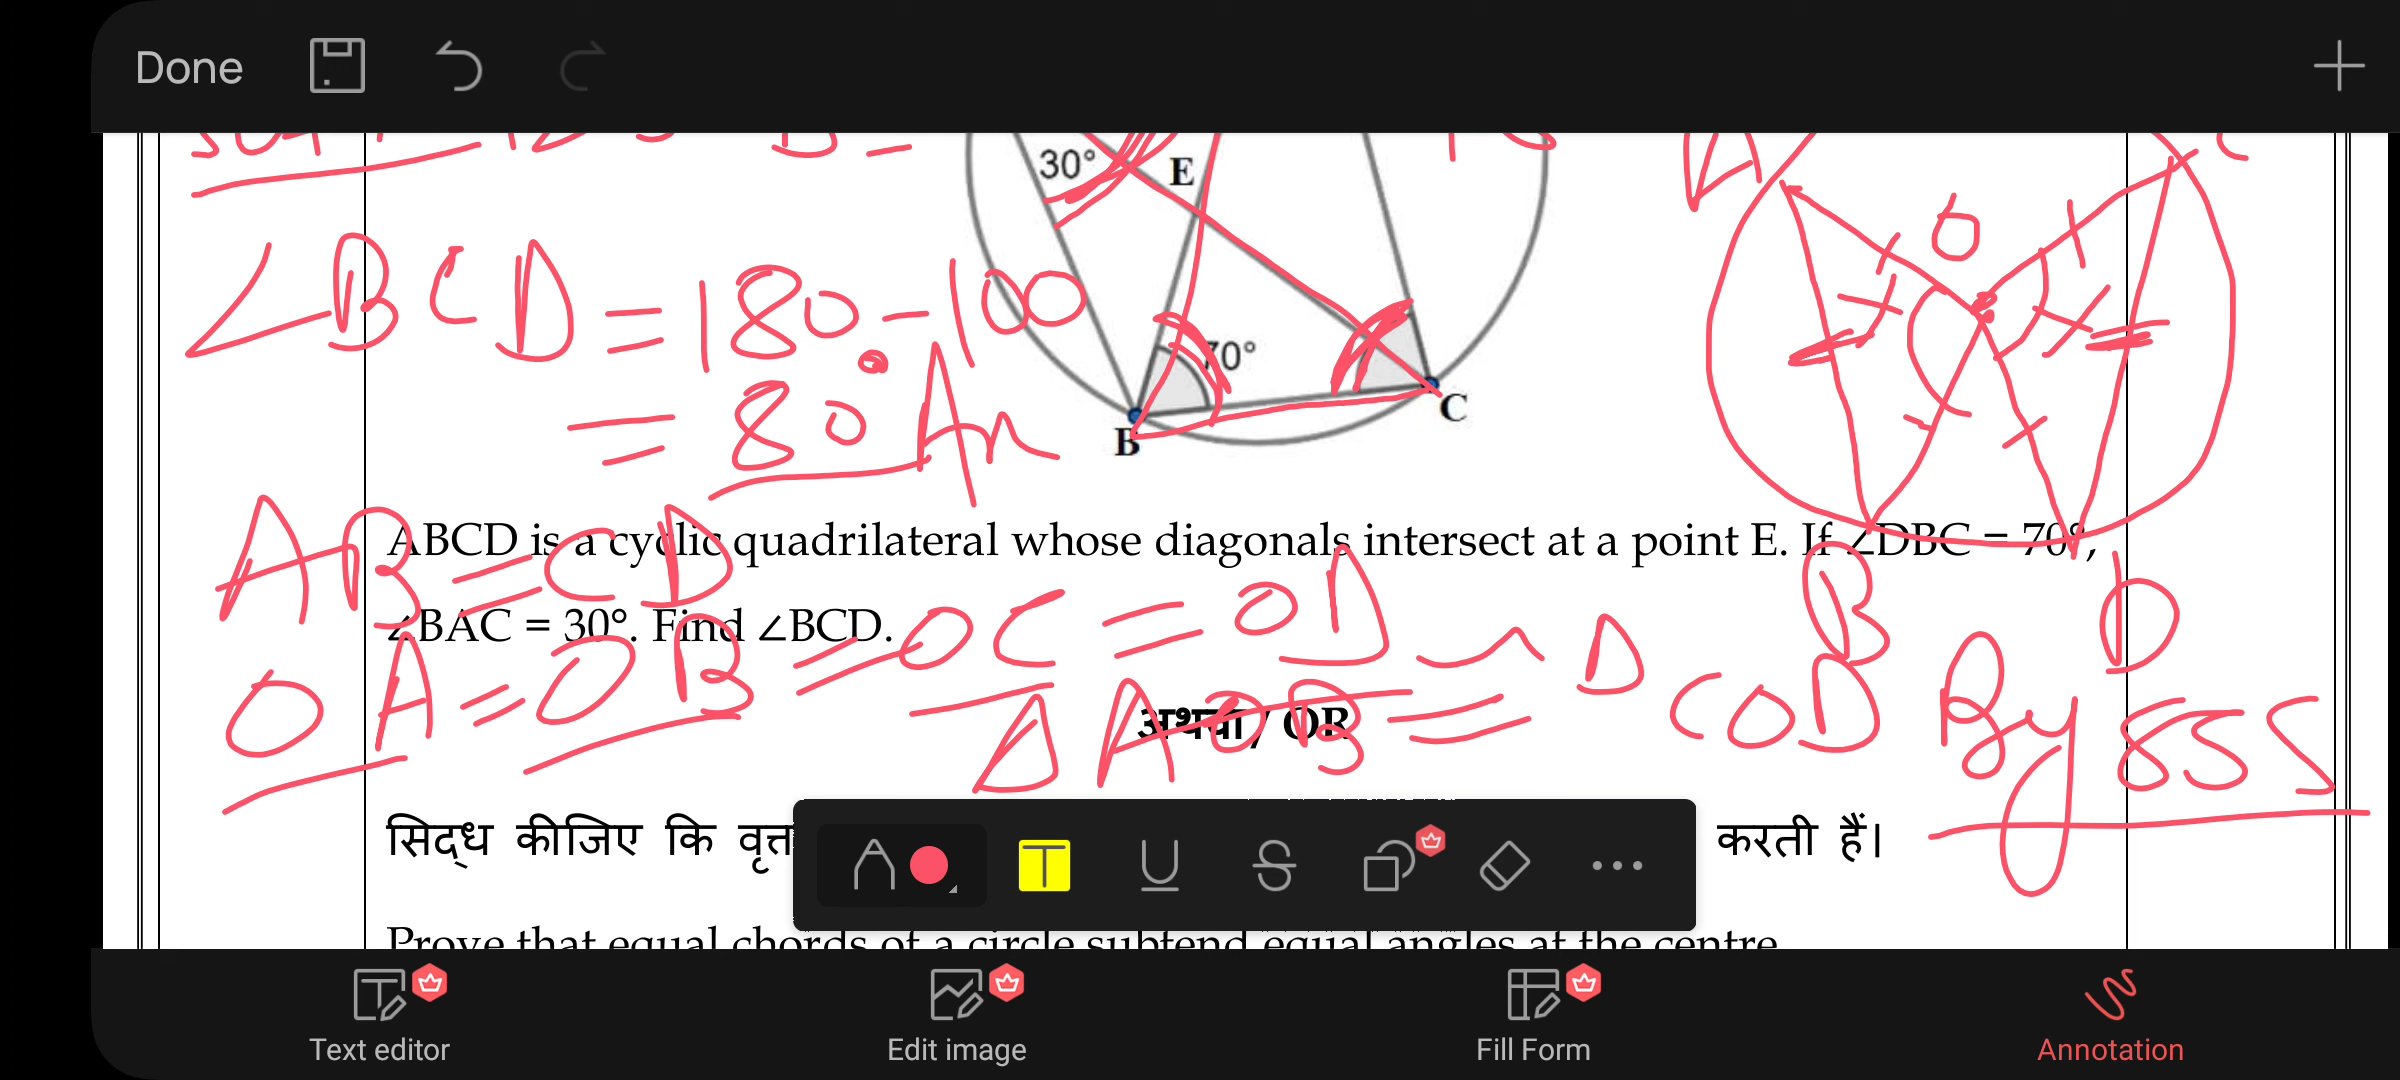 Done
30°
E
A
O
∠BCD = 180 - 100
= 80 An
70°
B
C
ABCD is a cyclic quadrilateral whose diagonals intersect at a point E. If ∠DBC = 70°,
AB = CD
∠BAC = 30°. Find ∠BCD.
B
D
OA = OB = OC = OD
अथवा/ OR
Δ AOB ≅ Δ COD By SSS
सिद्ध कीजिए कि वृत्त
करती हैं।
Prove that equal chords of a circle subtend equal angles at the centre
Text editor
Edit image
Fill Form
Annotation